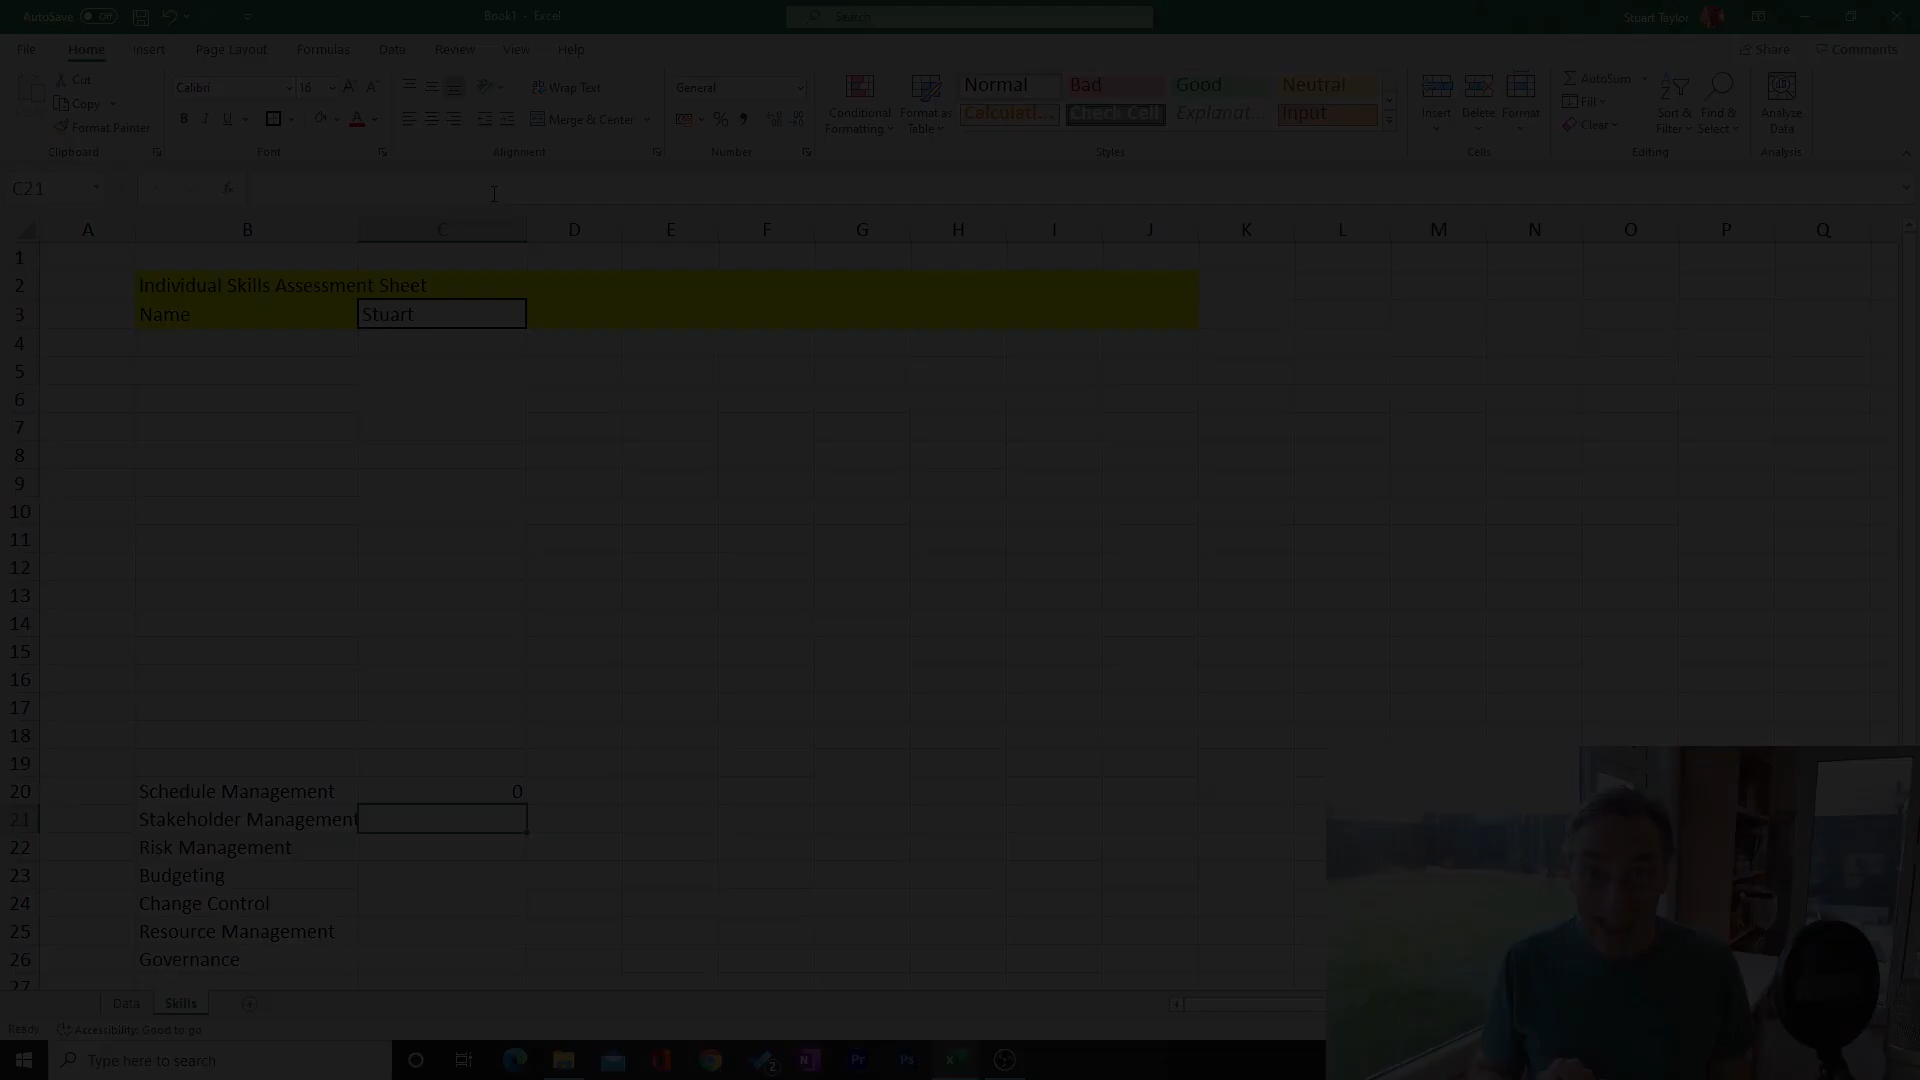 AutoSave Off
Book1 - Excel
Search
Stuart Taylor
File Home Insert Page Layout Formulas Data Review View Help
Share Comments
Cut
Copy
Format Painter
Clipboard
Calibri 16
B I U
Font
Wrap Text
Merge & Center
Alignment
General
Number
Conditional Formatting
Format as Table
Normal Bad Good Neutral
Calculati... Check Cell Explanat... Input
Styles
Insert Delete Format
Cells
AutoSum
Fill
Clear
Sort & Filter
Find & Select
Editing
Analyze Data
Analysis
C21 fx
A B C D E F G H I J K L M N O P Q
1
2 Individual Skills Assessment Sheet
3 Name Stuart
4
5
6
7
8
9
10
11
12
13
14
15
16
17
18
19
20 Schedule Management 0
21 Stakeholder Management
22 Risk Management
23 Budgeting
24 Change Control
25 Resource Management
26 Governance
27
Data Skills
Ready Accessibility: Good to go
Type here to search
2 N Pr Ps X